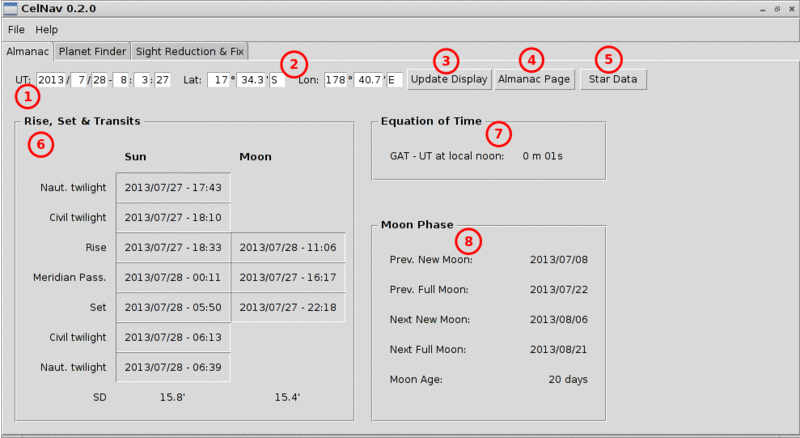 CelNav 0.2.0
File Help
Almanac Planet Finder Sight Reduction & Fix
UT: 2013 / 7 / 28 - 8 : 3 : 27 Lat: 17 ° 34.3' S Lon: 178 ° 40.7' E Update Display Almanac Page Star Data
1 2 3 4 5
Rise, Set & Transits
6
Sun Moon
Naut. twilight 2013/07/27 - 17:43
Civil twilight 2013/07/27 - 18:10
Rise 2013/07/27 - 18:33 2013/07/28 - 11:06
Meridian Pass. 2013/07/28 - 00:11 2013/07/27 - 16:17
Set 2013/07/28 - 05:50 2013/07/27 - 22:18
Civil twilight 2013/07/28 - 06:13
Naut. twilight 2013/07/28 - 06:39
SD 15.8' 15.4'
Equation of Time
7
GAT - UT at local noon: 0 m 01s
Moon Phase
8
Prev. New Moon: 2013/07/08
Prev. Full Moon: 2013/07/22
Next New Moon: 2013/08/06
Next Full Moon: 2013/08/21
Moon Age: 20 days